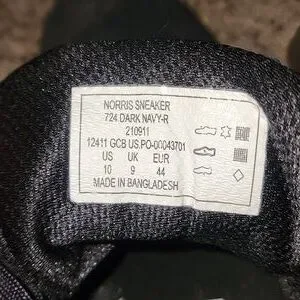 NORRIS SNEAKER
724 DARK NAVY-R
210911
12411 GCB US.PO-00043701
US UK EUR
10 9 44
MADE IN BANGLADESH